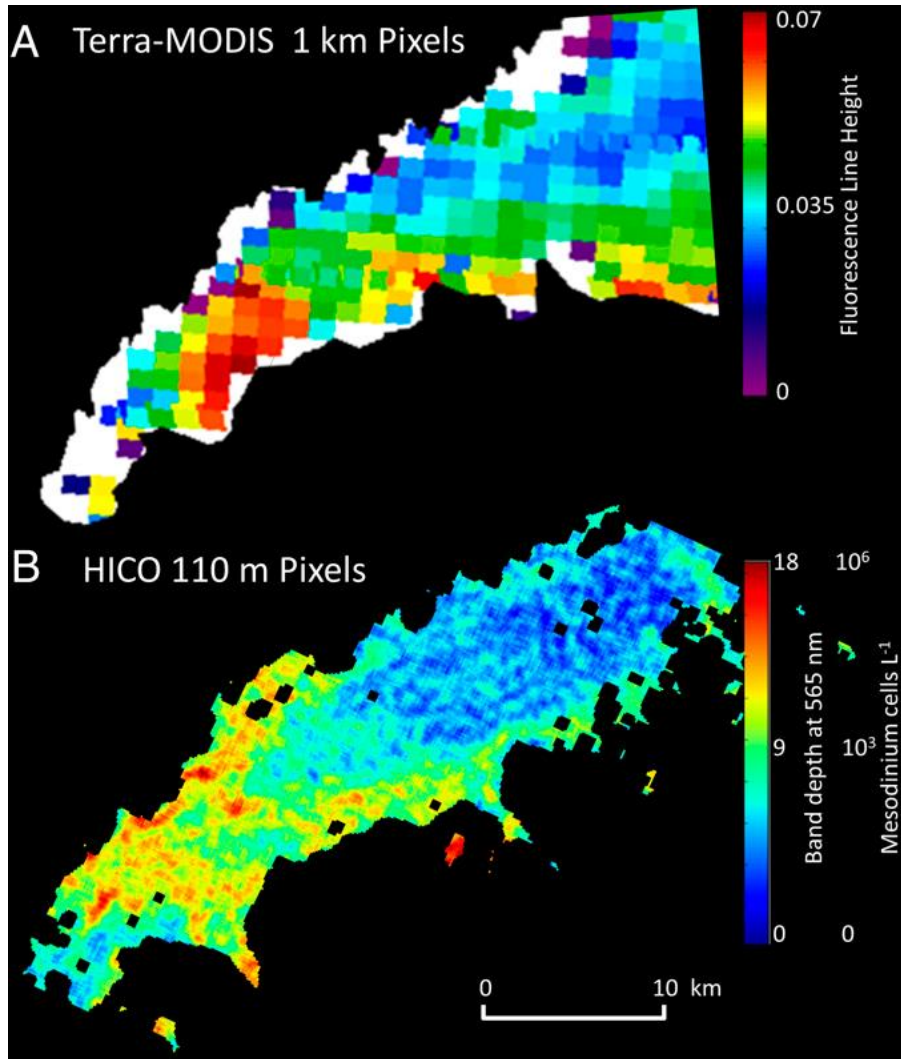 A Terra-MODIS 1 km Pixels
0.07
0.035
0
Fluorescence Line Height
B HICO 110 m Pixels
18
9
0
Band depth at 565 nm
10⁶
10³
0
Mesodinium cells L⁻¹
0 10 km